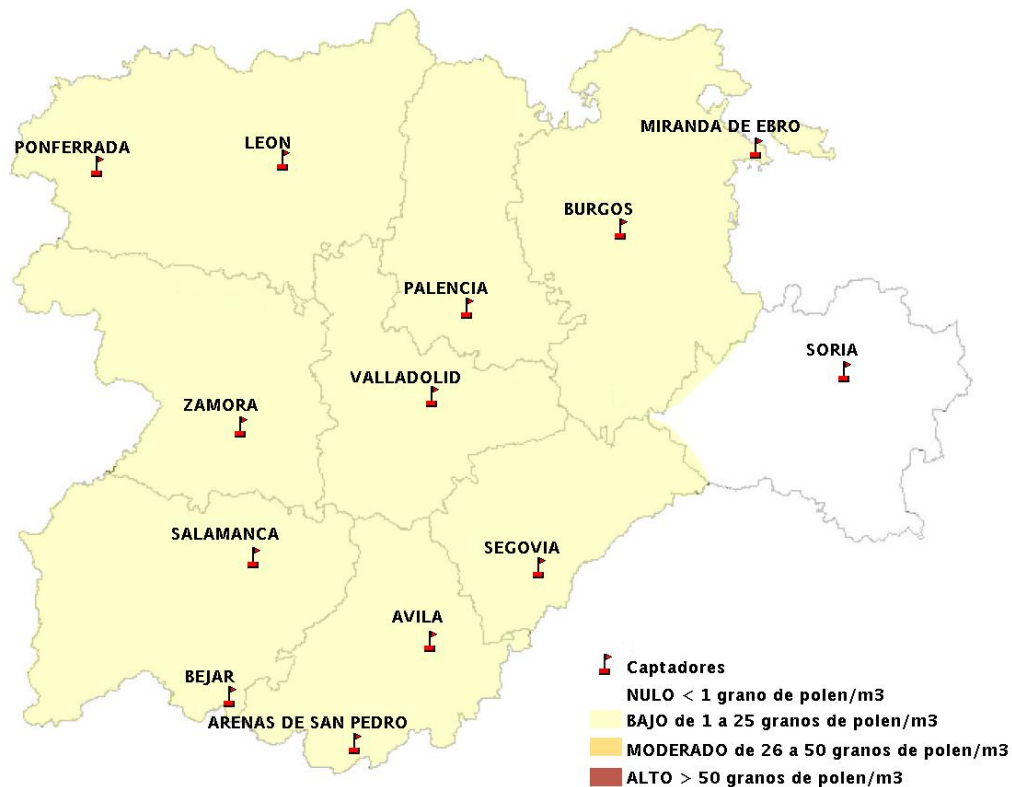 MIRANDA DE EBRO
PONFERRADA
LEON
BURGOS
PALENCIA
SORIA
VALLADOLID
ZAMORA
SALAMANCA
SEGOVIA
AVILA
BEJAR
ARENAS DE SAN PEDRO
Captadores
NULO < 1 grano de polen/m3
BAJO de 1 a 25 granos de polen/m3
MODERADO de 26 a 50 granos de polen/m3
ALTO > 50 granos de polen/m3